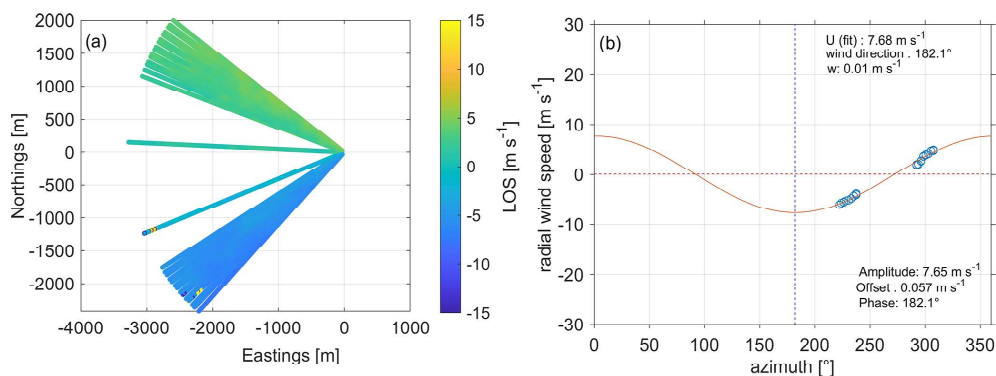 2000
1500
1000
500
0
-500
-1000
-1500
-2000
-4000 -3000 -2000 -1000 0 1000
Northings [m]
Eastings [m]
(a)
15
10
5
0
-5
-10
-15
LOS [m s⁻¹]
(b)
U (fit) : 7.68 m s⁻¹
wind direction : 182.1°
w: 0.01 m s⁻¹
30
20
10
0
-10
-20
-30
radial wind speed [m s⁻¹]
Amplitude: 7.65 m s⁻¹
Offset : 0.057 m s⁻¹
Phase: 182.1°
0 50 100 150 200 250 300 350
azimuth [°]